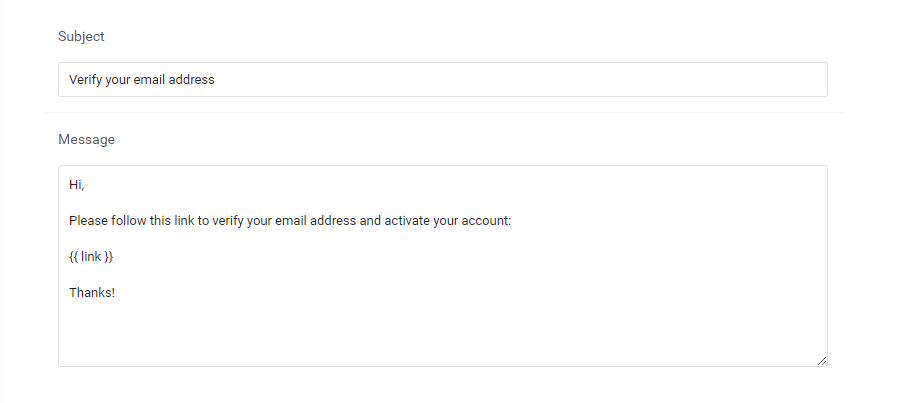 Subject
Verify your email address
Message
Hi,
Please follow this link to verify your email address and activate your account:
{{ link }}
Thanks!